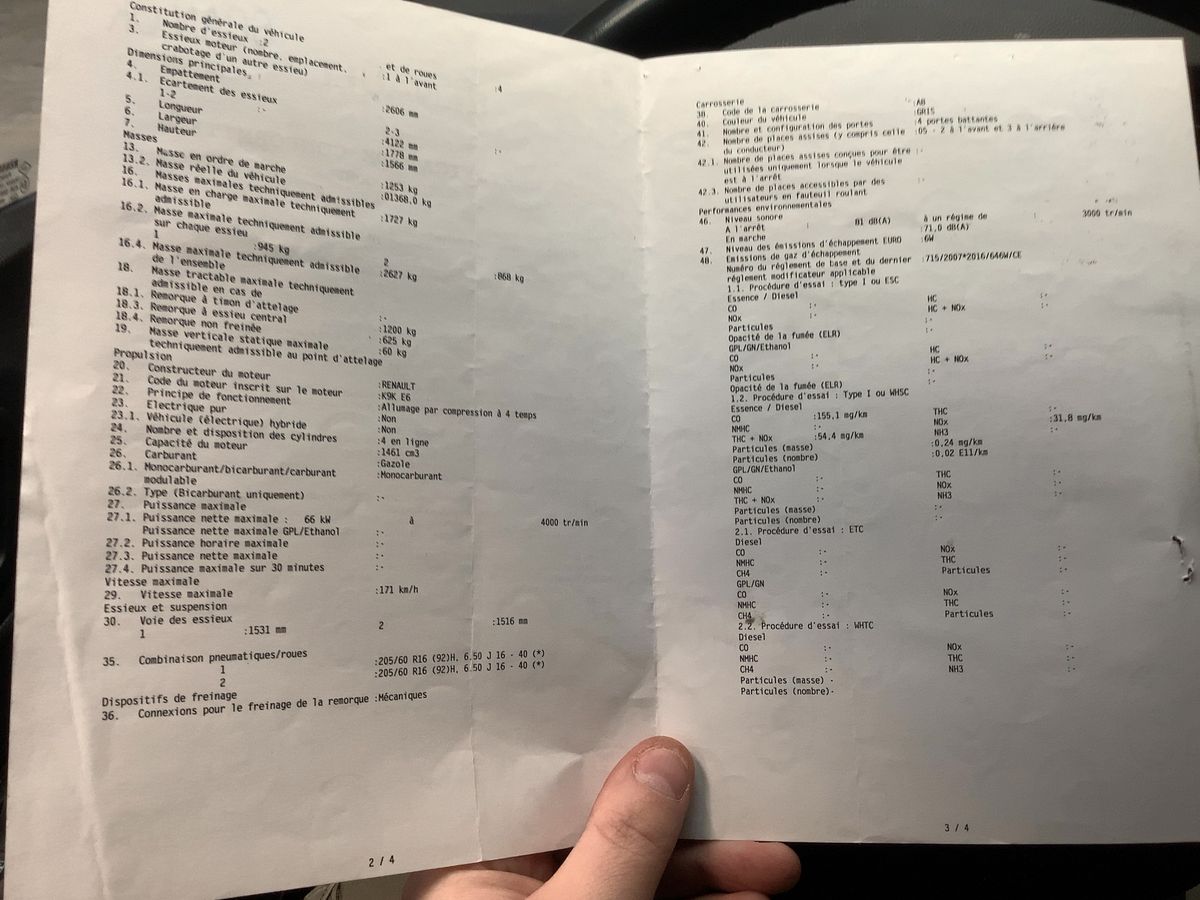 Constitution générale du véhicule
1. Nombre d'essieux :2 et de roues :4
3. Essieux moteur (nombre, emplacement, :1 à l'avant
crabotage d'un autre essieu)
Dimensions principales
4. Empattement :2606 mm
4.1. Ecartement des essieux
1-2 :- 2-3 :-
5. Longueur :4122 mm
6. Largeur :1778 mm
7. Hauteur :1566 mm
Masses
13. Masse en ordre de marche :1253 kg
13.2. Masse réelle du véhicule :01368,0 kg
16. Masses maximales techniquement admissibles
16.1. Masse en charge maximale techniquement :1727 kg
admissible
16.2. Masse maximale techniquement admissible
sur chaque essieu
1 :945 kg 2 :868 kg
16.4. Masse maximale techniquement admissible :2627 kg
de l'ensemble
18. Masse tractable maximale techniquement
admissible en cas de
18.1. Remorque à timon d'attelage :-
18.3. Remorque à essieu central :1200 kg
18.4. Remorque non freinée :625 kg
19. Masse verticale statique maximale :60 kg
techniquement admissible au point d'attelage
Propulsion
20. Constructeur du moteur :RENAULT
21. Code du moteur inscrit sur le moteur :K9K E6
22. Principe de fonctionnement :Allumage par compression à 4 temps
23. Electrique pur :Non
23.1. Véhicule (électrique) hybride :Non
24. Nombre et disposition des cylindres :4 en ligne
25. Capacité du moteur :1461 cm3
26. Carburant :Gazole
26.1. Monocarburant/bicarburant/carburant :Monocarburant
modulable
26.2. Type (Bicarburant uniquement) :-
27. Puissance maximale
27.1. Puissance nette maximale : 66 kW à 4000 tr/min
Puissance nette maximale GPL/Ethanol :-
27.2. Puissance horaire maximale :-
27.3. Puissance nette maximale :-
27.4. Puissance maximale sur 30 minutes :-
Vitesse maximale
29. Vitesse maximale :171 km/h
Essieux et suspension
30. Voie des essieux
1 :1531 mm 2 :1516 mm
35. Combinaison pneumatiques/roues
1 :205/60 R16 (92)H, 6.50 J 16 - 40 (*)
2 :205/60 R16 (92)H, 6.50 J 16 - 40 (*)
Dispositifs de freinage
36. Connexions pour le freinage de la remorque :Mécaniques
2 / 4
Carrosserie
38. Code de la carrosserie :AB
40. Couleur du véhicule :GRIS
41. Nombre et configuration des portes :4 portes battantes
42. Nombre de places assises (y compris celle :05 - 2 à l'avant et 3 à l'arrière
du conducteur)
42.1. Nombre de places assises conçues pour être :-
utilisées uniquement lorsque le véhicule
est à l'arrêt
42.3. Nombre de places accessibles par des :-
utilisateurs en fauteuil roulant
Performances environnementales
46. Niveau sonore
A l'arrêt 81 dB(A) à un régime de 3000 tr/min
En marche :71,0 dB(A)
47. Niveau des émissions d'échappement EURO :6W
48. Emissions de gaz d'échappement
Numéro du règlement de base et du dernier :715/2007*2016/646W/CE
règlement modificateur applicable
1.1. Procédure d'essai : type I ou ESC
Essence / Diesel
CO :- HC :-
NOx :- HC + NOx :-
Particules :-
Opacité de la fumée (ELR) :-
GPL/GN/Ethanol
CO :- HC :-
NOx :- HC + NOx :-
Particules :-
Opacité de la fumée (ELR) :-
1.2. Procédure d'essai : Type I ou WHSC
Essence / Diesel
CO :155,1 mg/km THC :-
NMHC :- NOx :31,8 mg/km
THC + NOx :54,4 mg/km NH3 :-
Particules (masse) :0,24 mg/km
Particules (nombre) :0,02 E11/km
GPL/GN/Ethanol
CO :- THC :-
NMHC :- NOx :-
THC + NOx :- NH3 :-
Particules (masse) :-
Particules (nombre) :-
2.1. Procédure d'essai : ETC
Diesel
CO :- NOx :-
NMHC :- THC :-
CH4 :- Particules :-
GPL/GN
CO :- NOx :-
NMHC :- THC :-
CH4 :- Particules :-
2.2. Procédure d'essai : WHTC
Diesel
CO :- NOx :-
NMHC :- THC :-
CH4 :- NH3 :-
Particules (masse) -
Particules (nombre)-
3 / 4